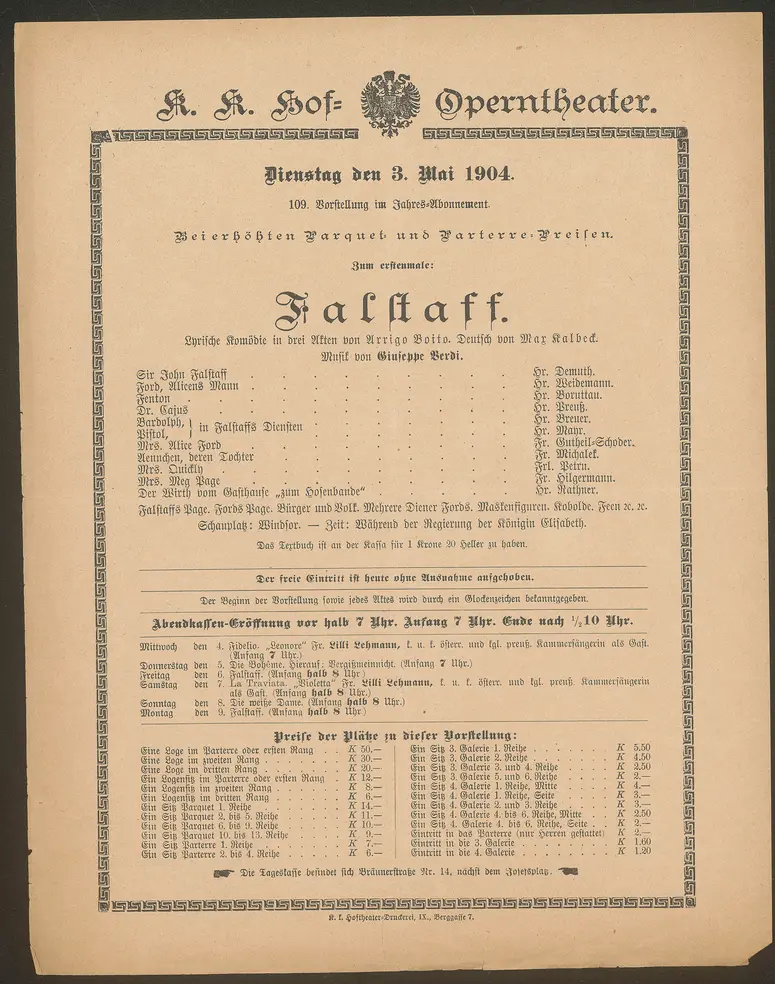 K. K. Hof= Operntheater.
Dienstag den 3. Mai 1904.
109. Vorstellung im Jahres=Abonnement.
Bei erhöhten Parquet= und Parterre=Preisen.
Zum erstenmale:
Falstaff.
Lyrische Komödie in drei Akten von Arrigo Boito. Deutsch von Max Kalbeck.
Musik von Giuseppe Verdi.
Sir John Falstaff . . . . . . . . . Hr. Demuth.
Ford, Alicens Mann . . . . . . . . . Hr. Weidemann.
Fenton . . . . . . . . . . Hr. Boruttau.
Dr. Cajus . . . . . . . . . Hr. Preuß.
Bardolph, } in Falstaffs Diensten . . . . . . . Hr. Breuer.
Pistol, . . . . . . . Hr. Mayr.
Mrs. Alice Ford . . . . . . . . . Fr. Gutheil=Schoder.
Aennchen, deren Tochter . . . . . . . . Fr. Michalek.
Mrs. Quickly . . . . . . . . . Frl. Petru.
Mrs. Meg Page . . . . . . . . . Fr. Hilgermann.
Der Wirth vom Gasthause „zum Hosenbande“ . . . . . Hr. Rathner.
Falstaffs Page. Fords Page. Bürger und Volk. Mehrere Diener Fords. Maskenfiguren. Kobolde. Feen ꝛc. ꝛc.
Schauplatz: Windsor. — Zeit: Während der Regierung der Königin Elisabeth.
Das Textbuch ist an der Kassa für 1 Krone 20 Heller zu haben.
Der freie Eintritt ist heute ohne Ausnahme aufgehoben.
Der Beginn der Vorstellung sowie jedes Aktes wird durch ein Glockenzeichen bekanntgegeben.
Abendkassen-Eröffnung vor halb 7 Uhr. Anfang 7 Uhr. Ende nach ½10 Uhr.
Mittwoch den 4. Fidelio. „Leonore“ Fr. Lilli Lehmann, k. u. k. österr. und kgl. preuß. Kammersängerin als Gast.
(Anfang 7 Uhr.)
Donnerstag den 5. Die Bohême. Hierauf: Vergißmeinnicht. (Anfang 7 Uhr.)
Freitag den 6. Falstaff. (Anfang halb 8 Uhr.)
Samstag den 7. La Traviata. „Violetta“ Fr. Lilli Lehmann, k. u. k. österr. und kgl. preuß. Kammersängerin
als Gast. (Anfang halb 8 Uhr.)
Sonntag den 8. Die weiße Dame. (Anfang halb 8 Uhr.)
Montag den 9. Falstaff. (Anfang halb 8 Uhr.)
Preise der Plätze zu dieser Vorstellung:
Eine Loge im Parterre oder ersten Rang . . K 50.—
Eine Loge im zweiten Rang . . . . . . K 30.—
Eine Loge im dritten Rang . . . . . . K 20.—
Ein Logensitz im Parterre oder ersten Rang . K 12.—
Ein Logensitz im zweiten Rang . . . . . K 8.—
Ein Logensitz im dritten Rang . . . . . K 6.—
Ein Sitz Parquet 1. Reihe . . . . . . K 14.—
Ein Sitz Parquet 2. bis 5. Reihe . . . . K 11.—
Ein Sitz Parquet 6. bis 9. Reihe . . . . K 10.—
Ein Sitz Parquet 10. bis 13. Reihe . . . . K 9.—
Ein Sitz Parterre 1. Reihe . . . . . . K 7.—
Ein Sitz Parterre 2. bis 4. Reihe . . . . . K 6.—
Ein Sitz 3. Galerie 1. Reihe . . . . . . . K 5.50
Ein Sitz 3. Galerie 2. Reihe . . . . . . . K 4.50
Ein Sitz 3. Galerie 3. und 4. Reihe . . . . K 2.50
Ein Sitz 3. Galerie 5. und 6. Reihe . . . . K 2.—
Ein Sitz 4. Galerie 1. Reihe, Mitte . . . . K 4.—
Ein Sitz 4. Galerie 1. Reihe, Seite . . . . K 3.—
Ein Sitz 4. Galerie 2. und 3. Reihe . . . . K 3.—
Ein Sitz 4. Galerie 4. bis 6. Reihe, Mitte . . K 2.50
Ein Sitz 4. Galerie 4. bis 6. Reihe, Seite . . K 2.—
Eintritt in das Parterre (nur Herren gestattet) K 2.—
Eintritt in die 3. Galerie . . . . . . . K 1.60
Eintritt in die 4. Galerie . . . . . . . K 1.20
Die Tageskasse befindet sich Bräunerstraße Nr. 14, nächst dem Josefsplatz.
K. k. Hoftheater=Druckerei, IX., Berggasse 7.